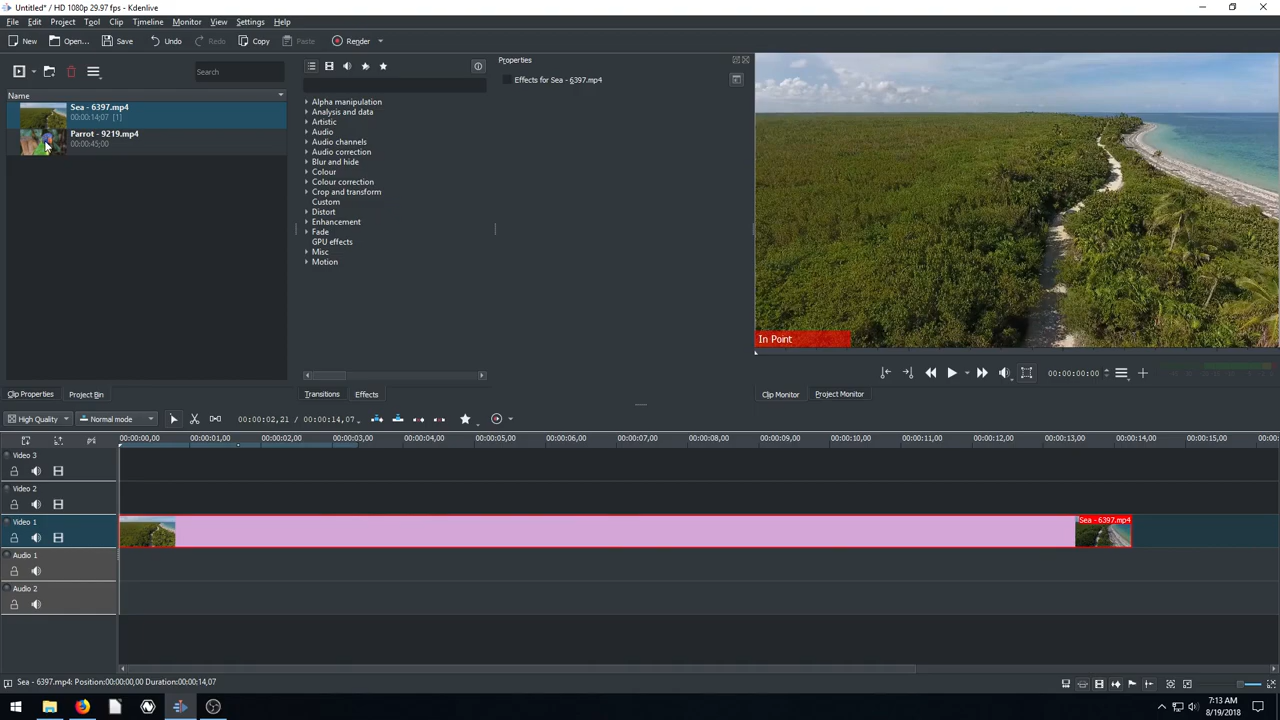 Untitled* / HD 1080p 29.97 fps - Kdenlive
File Edit Project Tool Clip Timeline Monitor View Settings Help
New Open... Save Undo Redo Copy Paste Render
Search
Name
Sea - 6397.mp4
00:00:14;07 [1]
Parrot - 9219.mp4
00:00:45;00
Alpha manipulation
Analysis and data
Artistic
Audio
Audio channels
Audio correction
Blur and hide
Colour
Colour correction
Crop and transform
Custom
Distort
Enhancement
Fade
GPU effects
Misc
Motion
Properties
Effects for Sea - 6397.mp4
In Point
00:00:00;00
Clip Properties Project Bin
Transitions Effects
Clip Monitor Project Monitor
High Quality Normal mode 00:00:02,21 / 00:00:14,07
00:00:00,00 00:00:01,00 00:00:02,00 00:00:03,00 00:00:04,00 00:00:05,00 00:00:06,00 00:00:07,00 00:00:08,00 00:00:09,00 00:00:10,00 00:00:11,00 00:00:12,00 00:00:13,00 00:00:14,00 00:00:15,00 00:00:
Video 3
Video 2
Video 1
Sea - 6397.mp4
Audio 1
Audio 2
Sea - 6397.mp4: Position:00:00:00,00 Duration:00:00:14,07
7:13 AM
8/19/2018